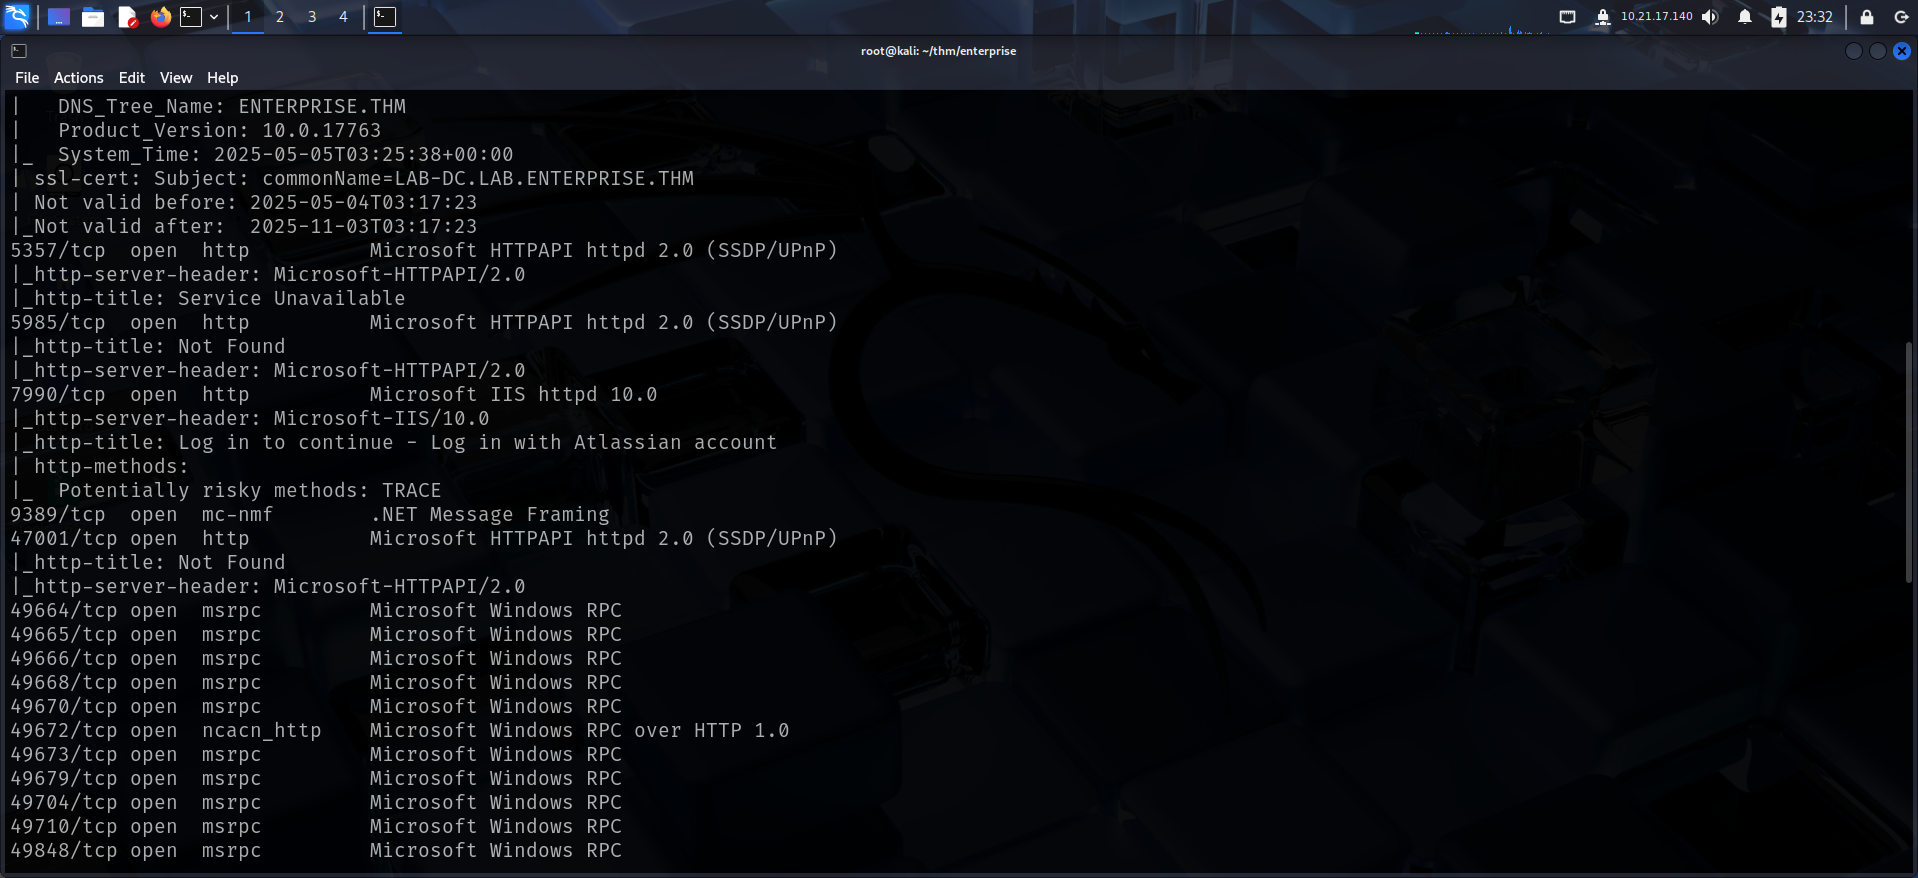 1 2 3 4 10.21.17.140 23:32
root@kali: ~/thm/enterprise
File Actions Edit View Help
|   DNS_Tree_Name: ENTERPRISE.THM
|   Product_Version: 10.0.17763
|_  System_Time: 2025-05-05T03:25:38+00:00
| ssl-cert: Subject: commonName=LAB-DC.LAB.ENTERPRISE.THM
| Not valid before: 2025-05-04T03:17:23
|_Not valid after:  2025-11-03T03:17:23
5357/tcp  open  http          Microsoft HTTPAPI httpd 2.0 (SSDP/UPnP)
|_http-server-header: Microsoft-HTTPAPI/2.0
|_http-title: Service Unavailable
5985/tcp  open  http          Microsoft HTTPAPI httpd 2.0 (SSDP/UPnP)
|_http-title: Not Found
|_http-server-header: Microsoft-HTTPAPI/2.0
7990/tcp  open  http          Microsoft IIS httpd 10.0
|_http-server-header: Microsoft-IIS/10.0
|_http-title: Log in to continue - Log in with Atlassian account
| http-methods:
|_  Potentially risky methods: TRACE
9389/tcp  open  mc-nmf        .NET Message Framing
47001/tcp open  http          Microsoft HTTPAPI httpd 2.0 (SSDP/UPnP)
|_http-title: Not Found
|_http-server-header: Microsoft-HTTPAPI/2.0
49664/tcp open  msrpc         Microsoft Windows RPC
49665/tcp open  msrpc         Microsoft Windows RPC
49666/tcp open  msrpc         Microsoft Windows RPC
49668/tcp open  msrpc         Microsoft Windows RPC
49670/tcp open  msrpc         Microsoft Windows RPC
49672/tcp open  ncacn_http    Microsoft Windows RPC over HTTP 1.0
49673/tcp open  msrpc         Microsoft Windows RPC
49679/tcp open  msrpc         Microsoft Windows RPC
49704/tcp open  msrpc         Microsoft Windows RPC
49710/tcp open  msrpc         Microsoft Windows RPC
49848/tcp open  msrpc         Microsoft Windows RPC